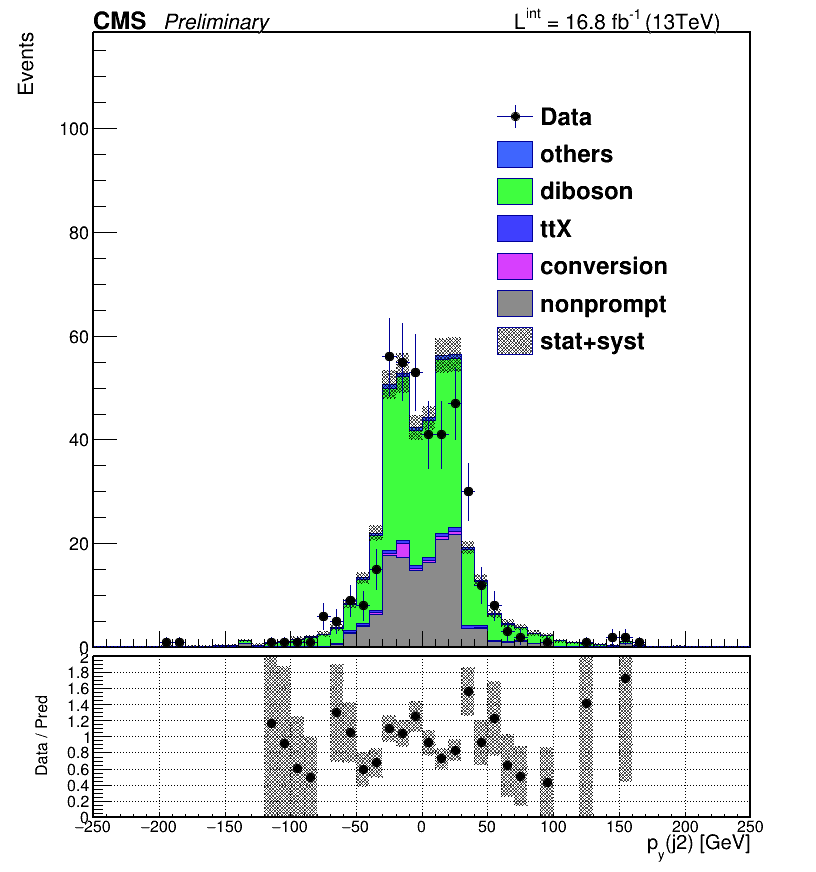 CMS Preliminary L^int = 16.8 fb^-1 (13TeV)
Events
100
80
60
40
20
0
Data
others
diboson
ttX
conversion
nonprompt
stat+syst
Data / Pred
2
1.8
1.6
1.4
1.2
1
0.8
0.6
0.4
0.2
0
−250 −200 −150 −100 −50 0 50 100 150 200 250
p_y(j2) [GeV]